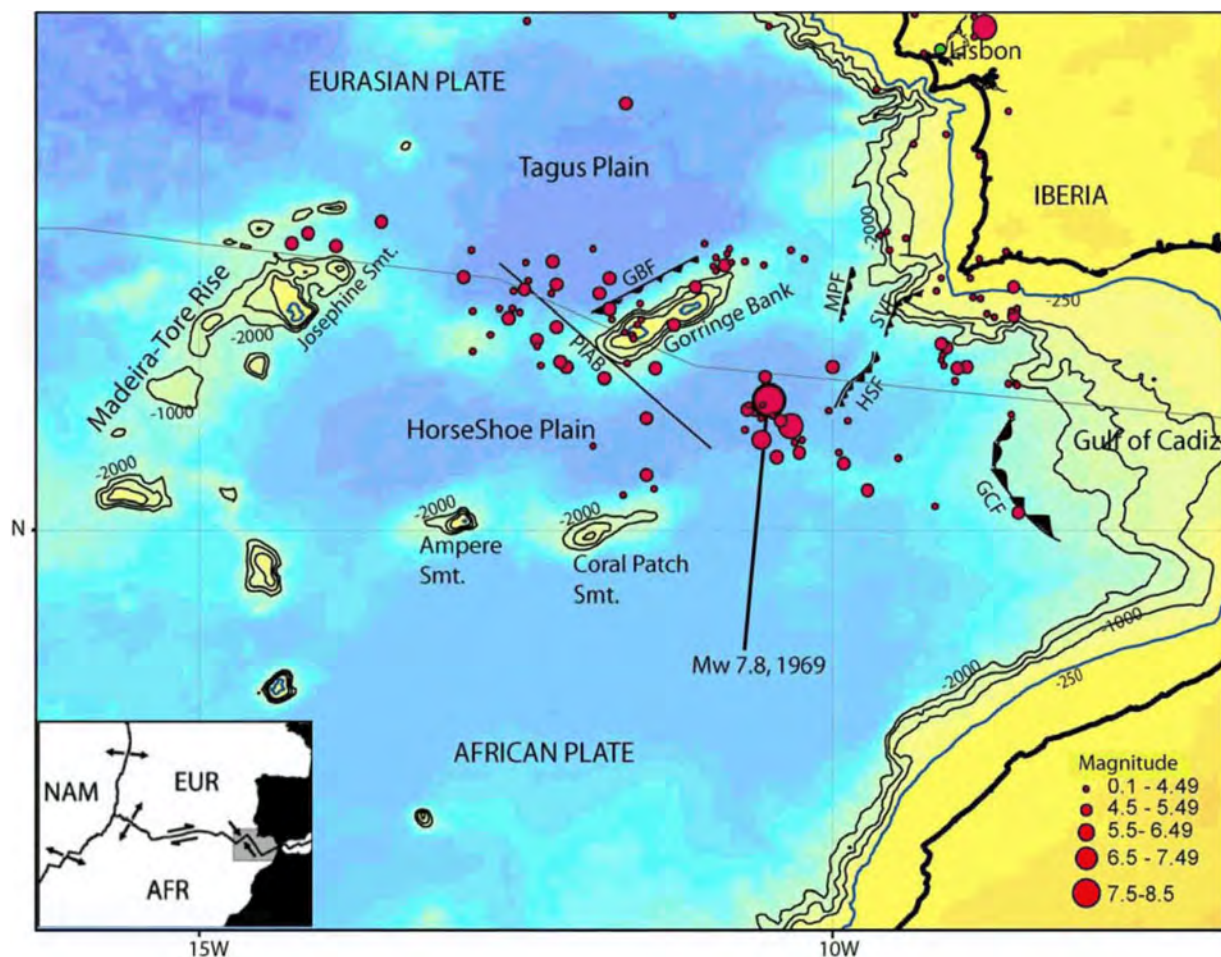 Lisbon
EURASIAN PLATE
Tagus Plain
IBERIA
-2000
-250
GBF
MPF
SVF
Madeira-Tore Rise
Josephine Smt.
-2000
Gorringe Bank
PIAB
HSF
-1000
HorseShoe Plain
Gulf of Cadiz
-2000
-2000
-2000
GCF
N
Ampere
Smt.
Coral Patch
Smt.
-1000
Mw 7.8, 1969
-2000
-250
AFRICAN PLATE
NAM
EUR
AFR
Magnitude
0.1 - 4.49
4.5 - 5.49
5.5- 6.49
6.5 - 7.49
7.5-8.5
15W
10W